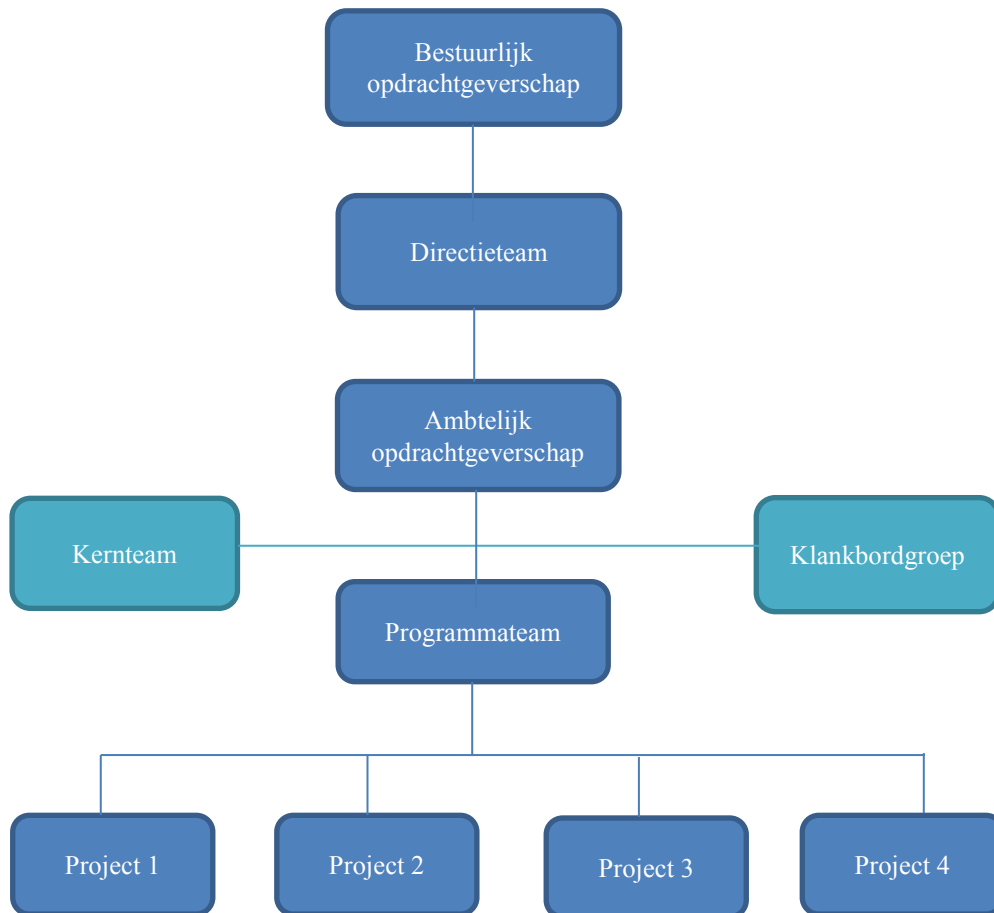 Bestuurlijk
opdrachtgeverschap
Directieteam
Ambtelijk
opdrachtgeverschap
Kernteam
Klankbordgroep
Programmateam
Project 1
Project 2
Project 3
Project 4